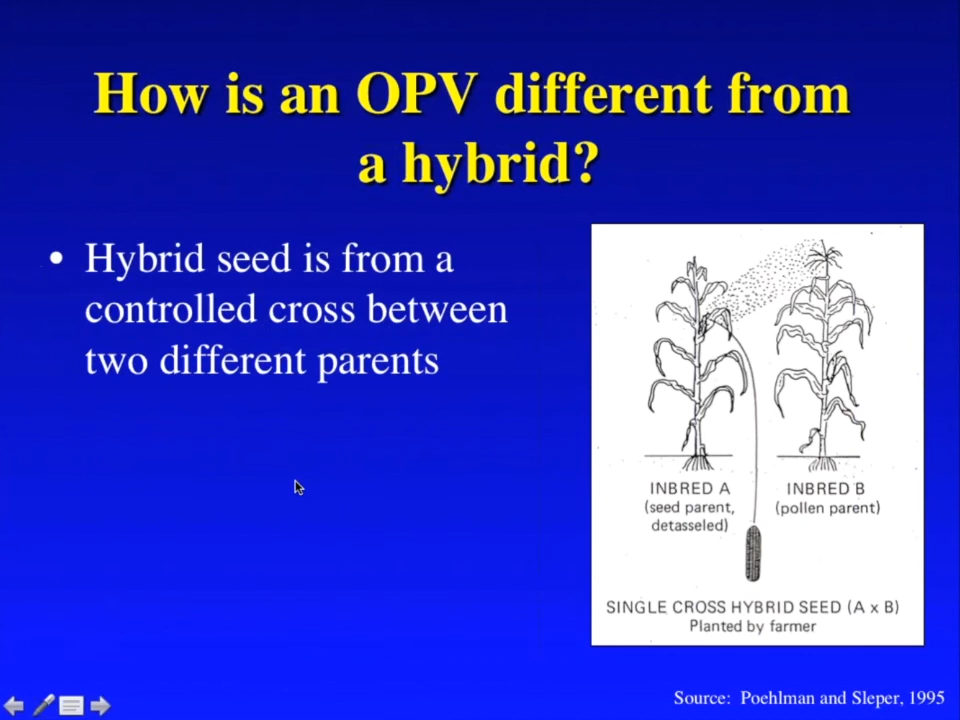 How is an OPV different from
a hybrid?
• Hybrid seed is from a
controlled cross between
two different parents
INBRED A
(seed parent,
detasseled)
INBRED B
(pollen parent)
SINGLE CROSS HYBRID SEED (A x B)
Planted by farmer
Source: Poehlman and Sleper, 1995